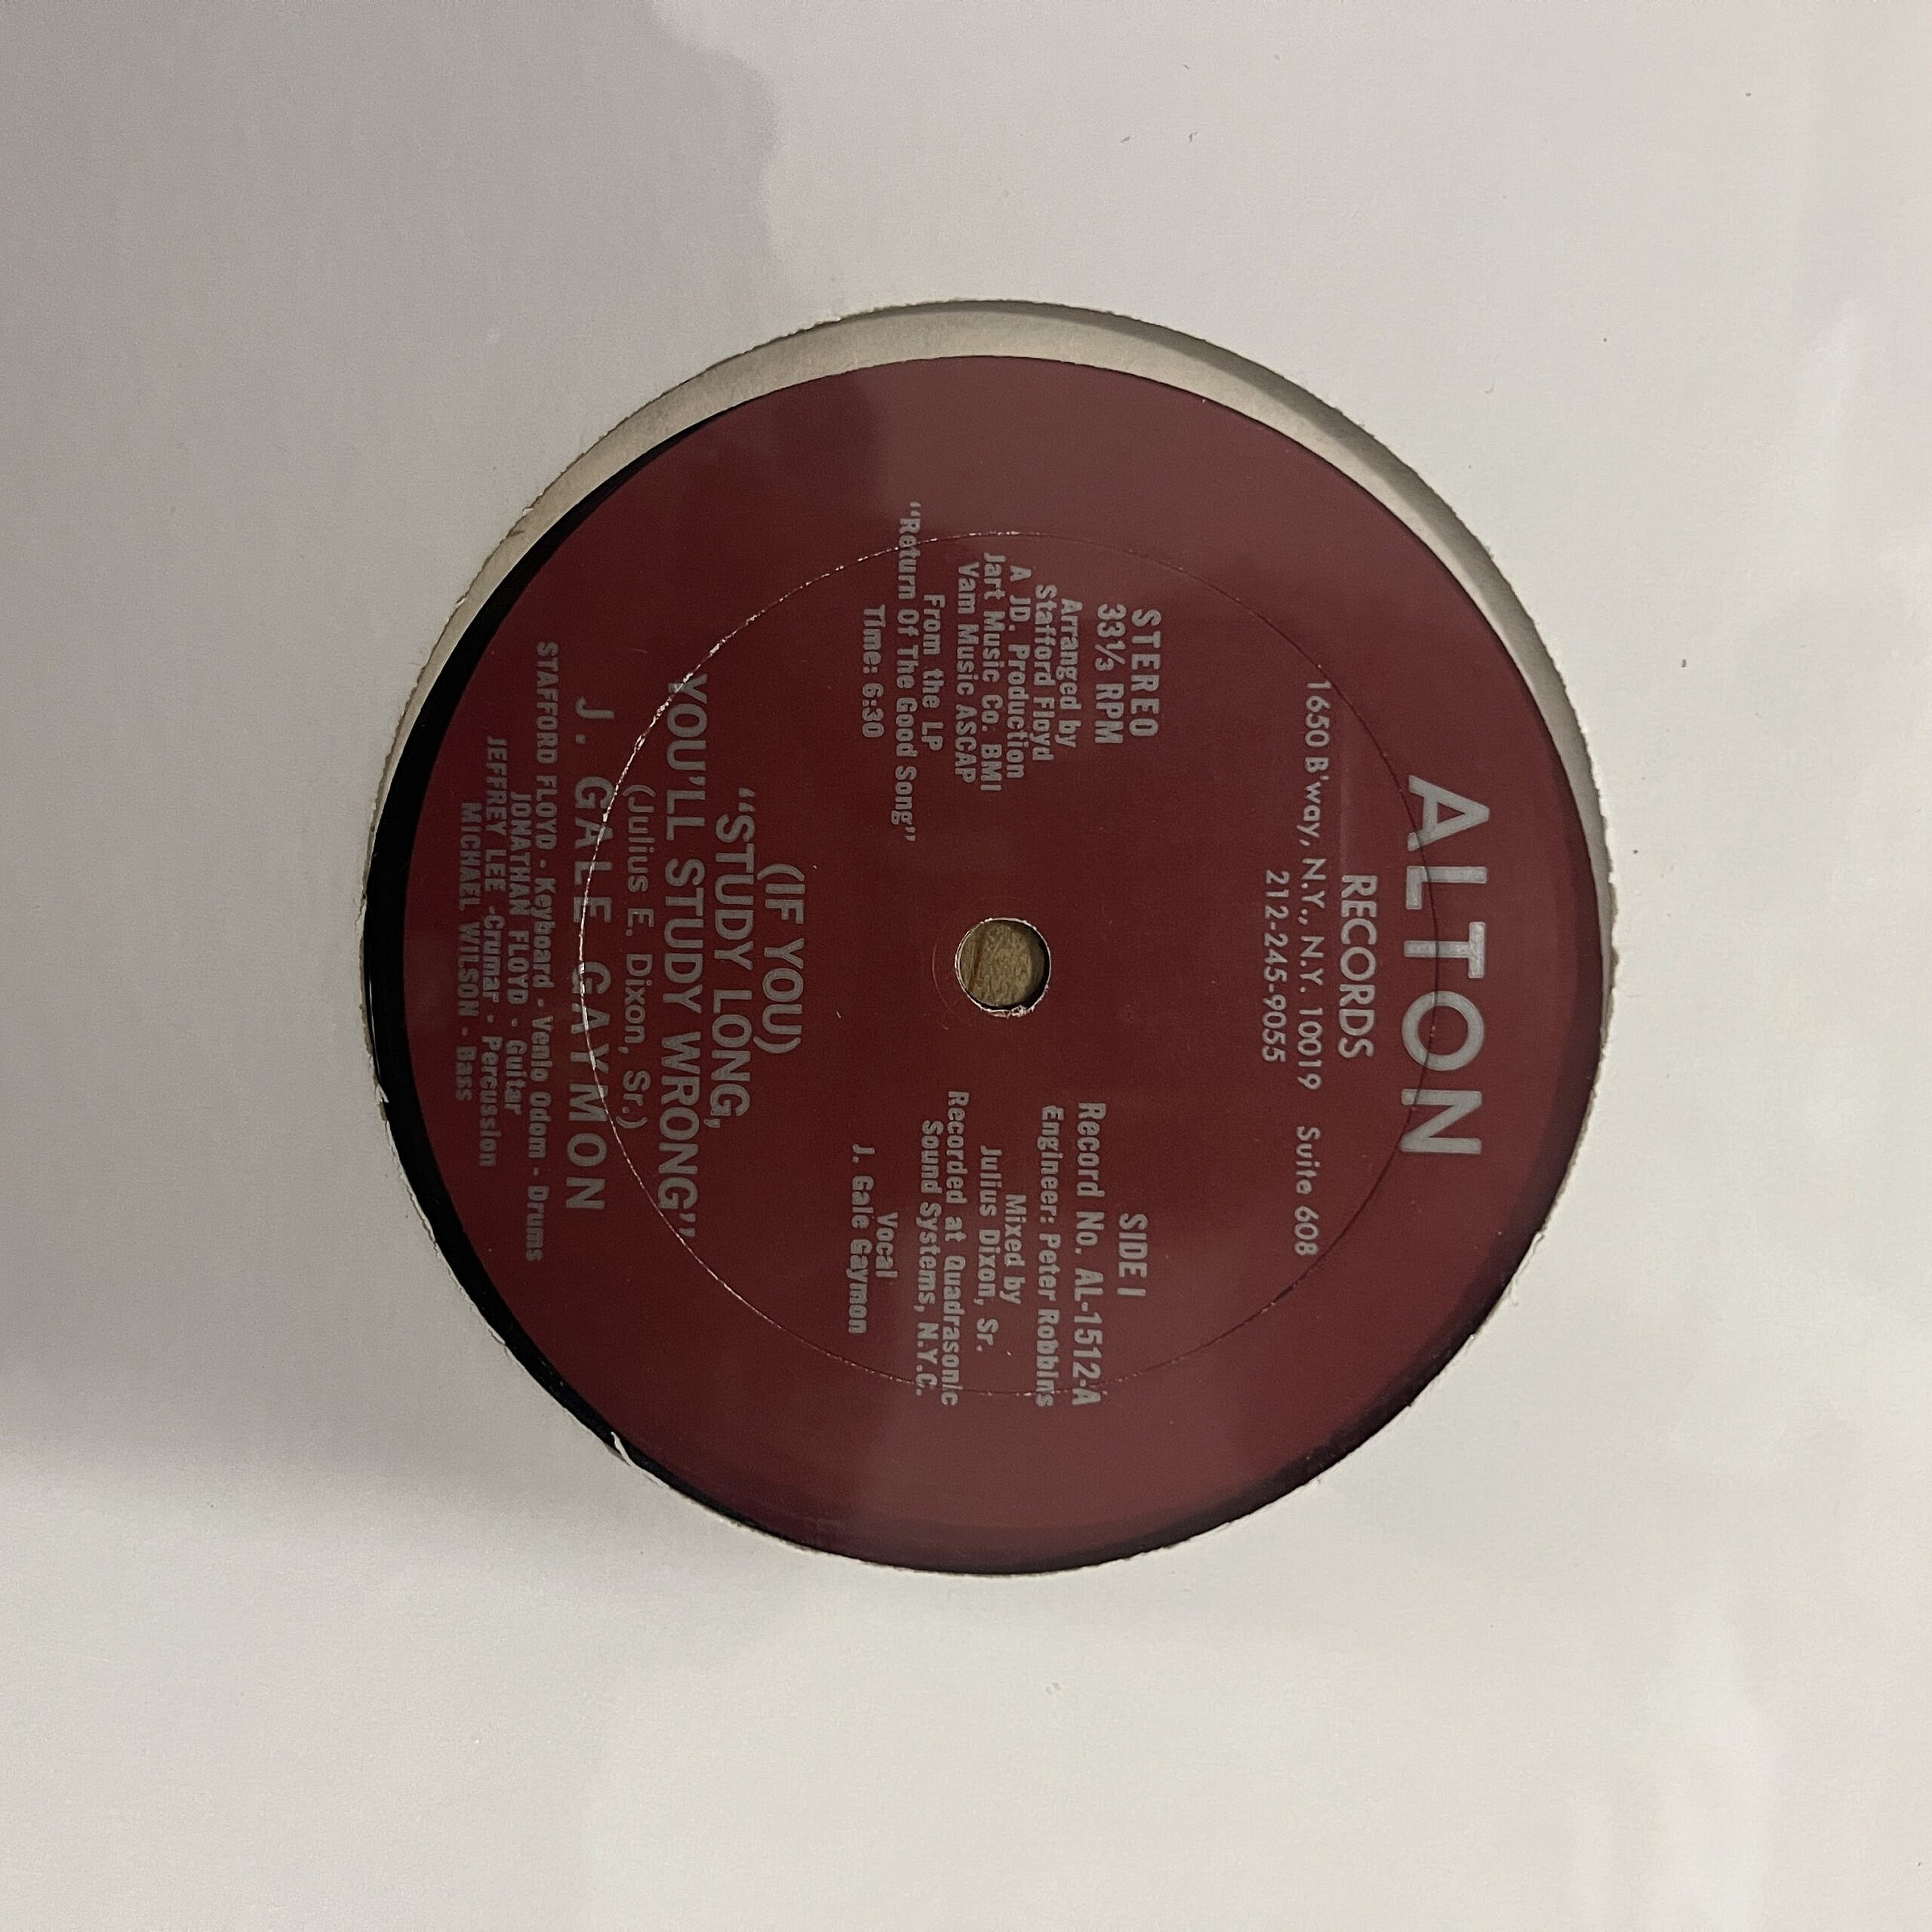 ALTON
RECORDS
1650 B'way, N.Y., N.Y. 10019 Suite 608
212-245-9055
STEREO
33⅓ RPM
Arranged by
Stafford Floyd
A JD. Production
Jart Music Co. BMI
Vam Music ASCAP
From the LP
"Return Of The Good Song"
Time: 6:30
SIDE I
Record No. AL-1512-A
Engineer: Peter Robbins
Mixed by
Julius Dixon, Sr.
Recorded at Quadrasonic
Sound Systems, N.Y.C.
Vocal
J. Gale Gaymon
(IF YOU)
"STUDY LONG,
YOU'LL STUDY WRONG"
(Julius E. Dixon, Sr.)
J. GALE GAYMON
STAFFORD FLOYD - Keyboard - Venlo Odom - Drums
JONATHAN FLOYD - Guitar
JEFFREY LEE -Crumar - Percussion
MICHAEL WILSON - Bass